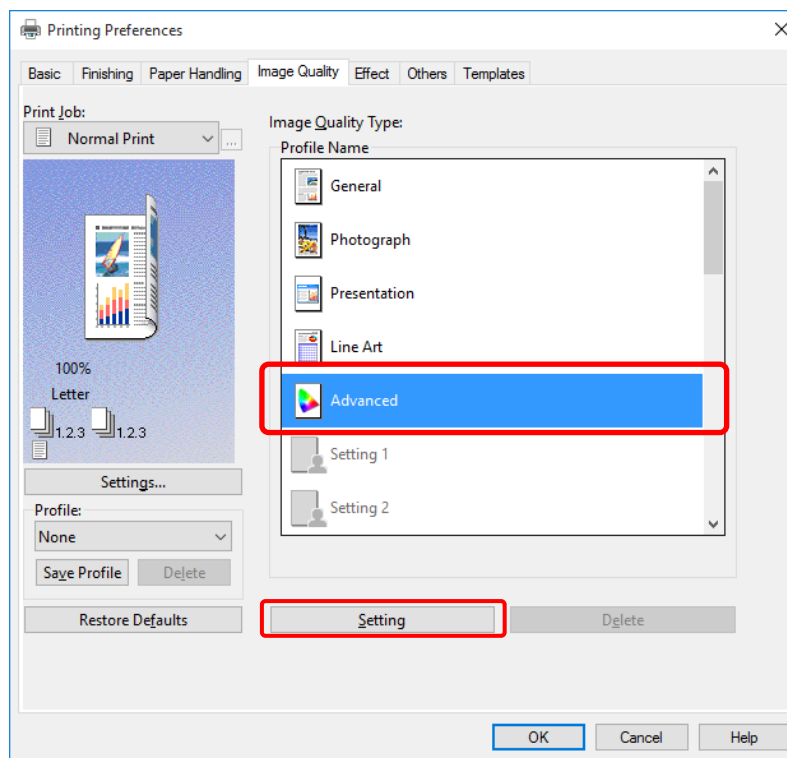 Printing Preferences
Basic Finishing Paper Handling Image Quality Effect Others Templates
Print Job:
Normal Print
...
100%
Letter
1.2.3 1.2.3
Settings...
Profile:
None
Save Profile Delete
Restore Defaults
Image Quality Type:
Profile Name
General
Photograph
Presentation
Line Art
Advanced
Setting 1
Setting 2
Setting Delete
OK Cancel Help